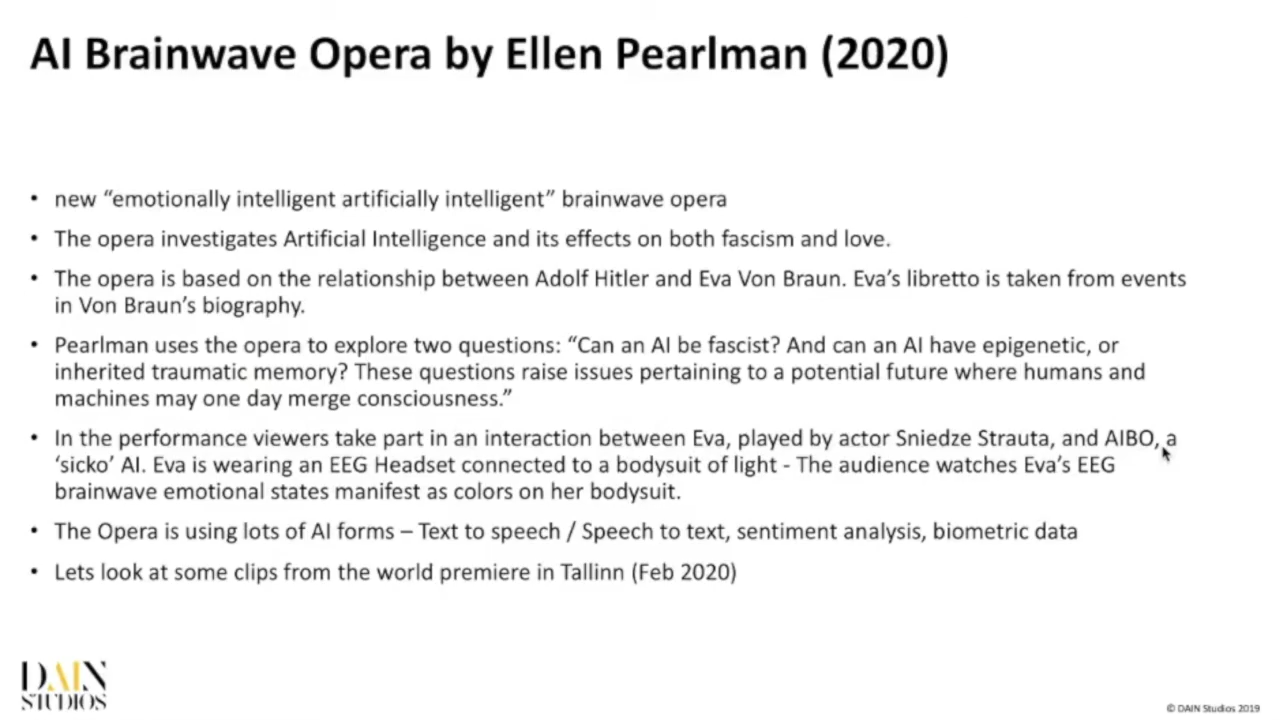 AI Brainwave Opera by Ellen Pearlman (2020)
• new “emotionally intelligent artificially intelligent” brainwave opera
• The opera investigates Artificial Intelligence and its effects on both fascism and love.
• The opera is based on the relationship between Adolf Hitler and Eva Von Braun. Eva’s libretto is taken from events
in Von Braun’s biography.
• Pearlman uses the opera to explore two questions: “Can an AI be fascist? And can an AI have epigenetic, or
inherited traumatic memory? These questions raise issues pertaining to a potential future where humans and
machines may one day merge consciousness.”
• In the performance viewers take part in an interaction between Eva, played by actor Sniedze Strauta, and AIBO, a
‘sicko’ AI. Eva is wearing an EEG Headset connected to a bodysuit of light - The audience watches Eva’s EEG
brainwave emotional states manifest as colors on her bodysuit.
• The Opera is using lots of AI forms – Text to speech / Speech to text, sentiment analysis, biometric data
• Lets look at some clips from the world premiere in Tallinn (Feb 2020)
DAIN
STUDIOS
© DAIN Studios 2019